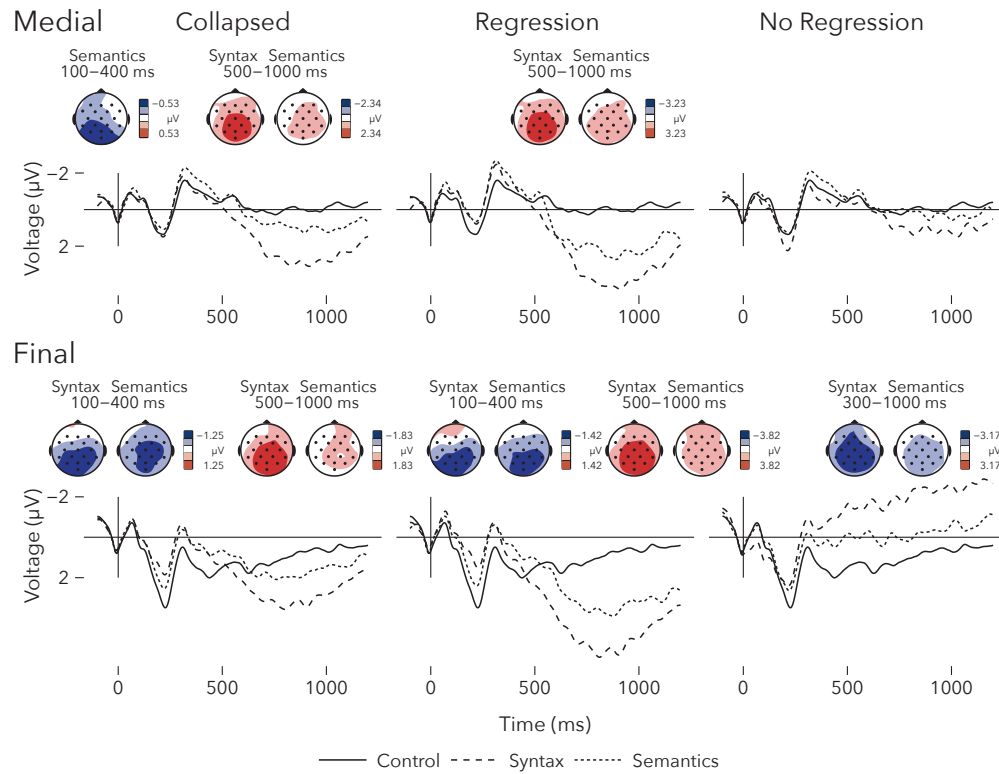 Medial Collapsed Regression No Regression
Semantics Syntax Semantics Syntax Semantics
100–400 ms 500–1000 ms 500–1000 ms
−0.53 −2.34 −3.23
µV µV µV
0.53 2.34 3.23
Voltage (µV)
−2
2
0 500 1000 0 500 1000 0 500 1000
Final
Syntax Semantics Syntax Semantics Syntax Semantics Syntax Semantics Syntax Semantics
100–400 ms 500–1000 ms 100–400 ms 500–1000 ms 300–1000 ms
−1.25 −1.83 −1.42 −3.82 −3.17
µV µV µV µV µV
1.25 1.83 1.42 3.82 3.17
Voltage (µV)
−2
2
0 500 1000 0 500 1000 0 500 1000
Time (ms)
Control Syntax Semantics